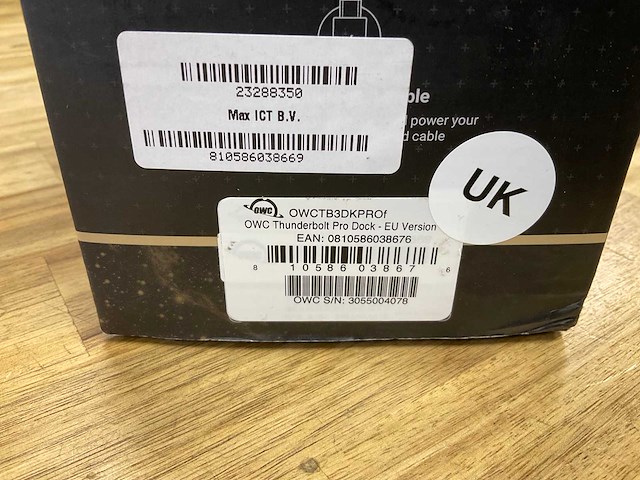 23288350
Max ICT B.V.
810586038669
ble
power your
d cable
UK
OWC
OWCTB3DKPROf
OWC Thunderbolt Pro Dock - EU Version
EAN: 0810586038676
8 10586 03867 6
OWC S/N: 3055004078